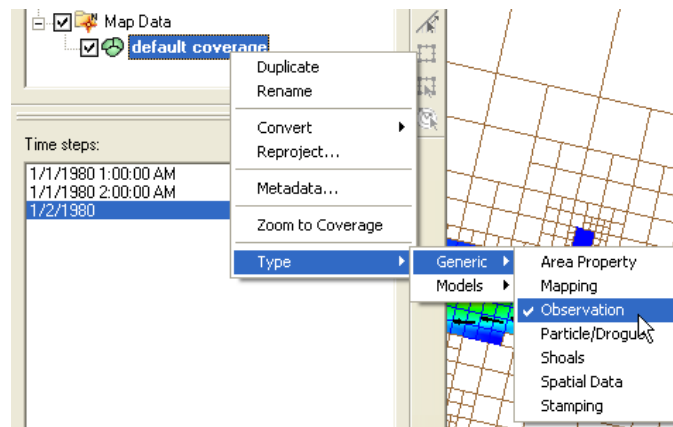 Map Data
default coverage
Duplicate
Rename
Convert
Reproject...
Metadata...
Zoom to Coverage
Type
Time steps:
1/1/1980 1:00:00 AM
1/1/1980 2:00:00 AM
1/2/1980
Generic
Models
Area Property
Mapping
Observation
Particle/Drogue
Shoals
Spatial Data
Stamping